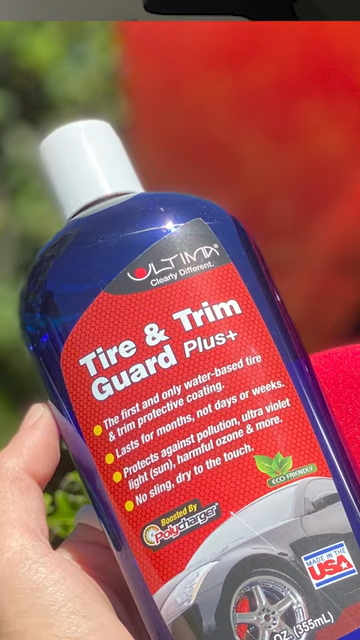 ULTIMA®
Clearly Different.
Tire & Trim
Guard Plus+
The first and only water-based tire
& trim protective coating.
Lasts for months, not days or weeks.
Protects against pollution, ultra violet
light (sun), harmful ozone & more.
No sling, dry to the touch.
ECO FRIENDLY
Boosted By
Polycharger
MADE IN THE
USA
OZ. (355mL)